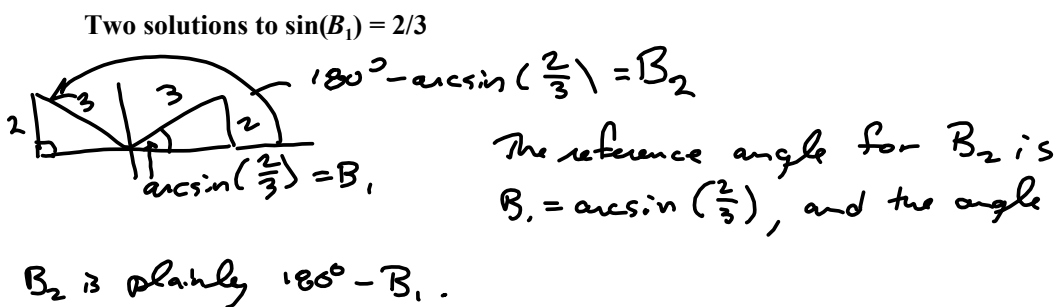 Two solutions to sin(B₁) = 2/3
180° - arcsin(2/3) = B₂
3
3
2
2
arcsin(2/3) = B₁
The reference angle for B₂ is
B₁ = arcsin(2/3), and the angle
B₂ is plainly 180° - B₁.